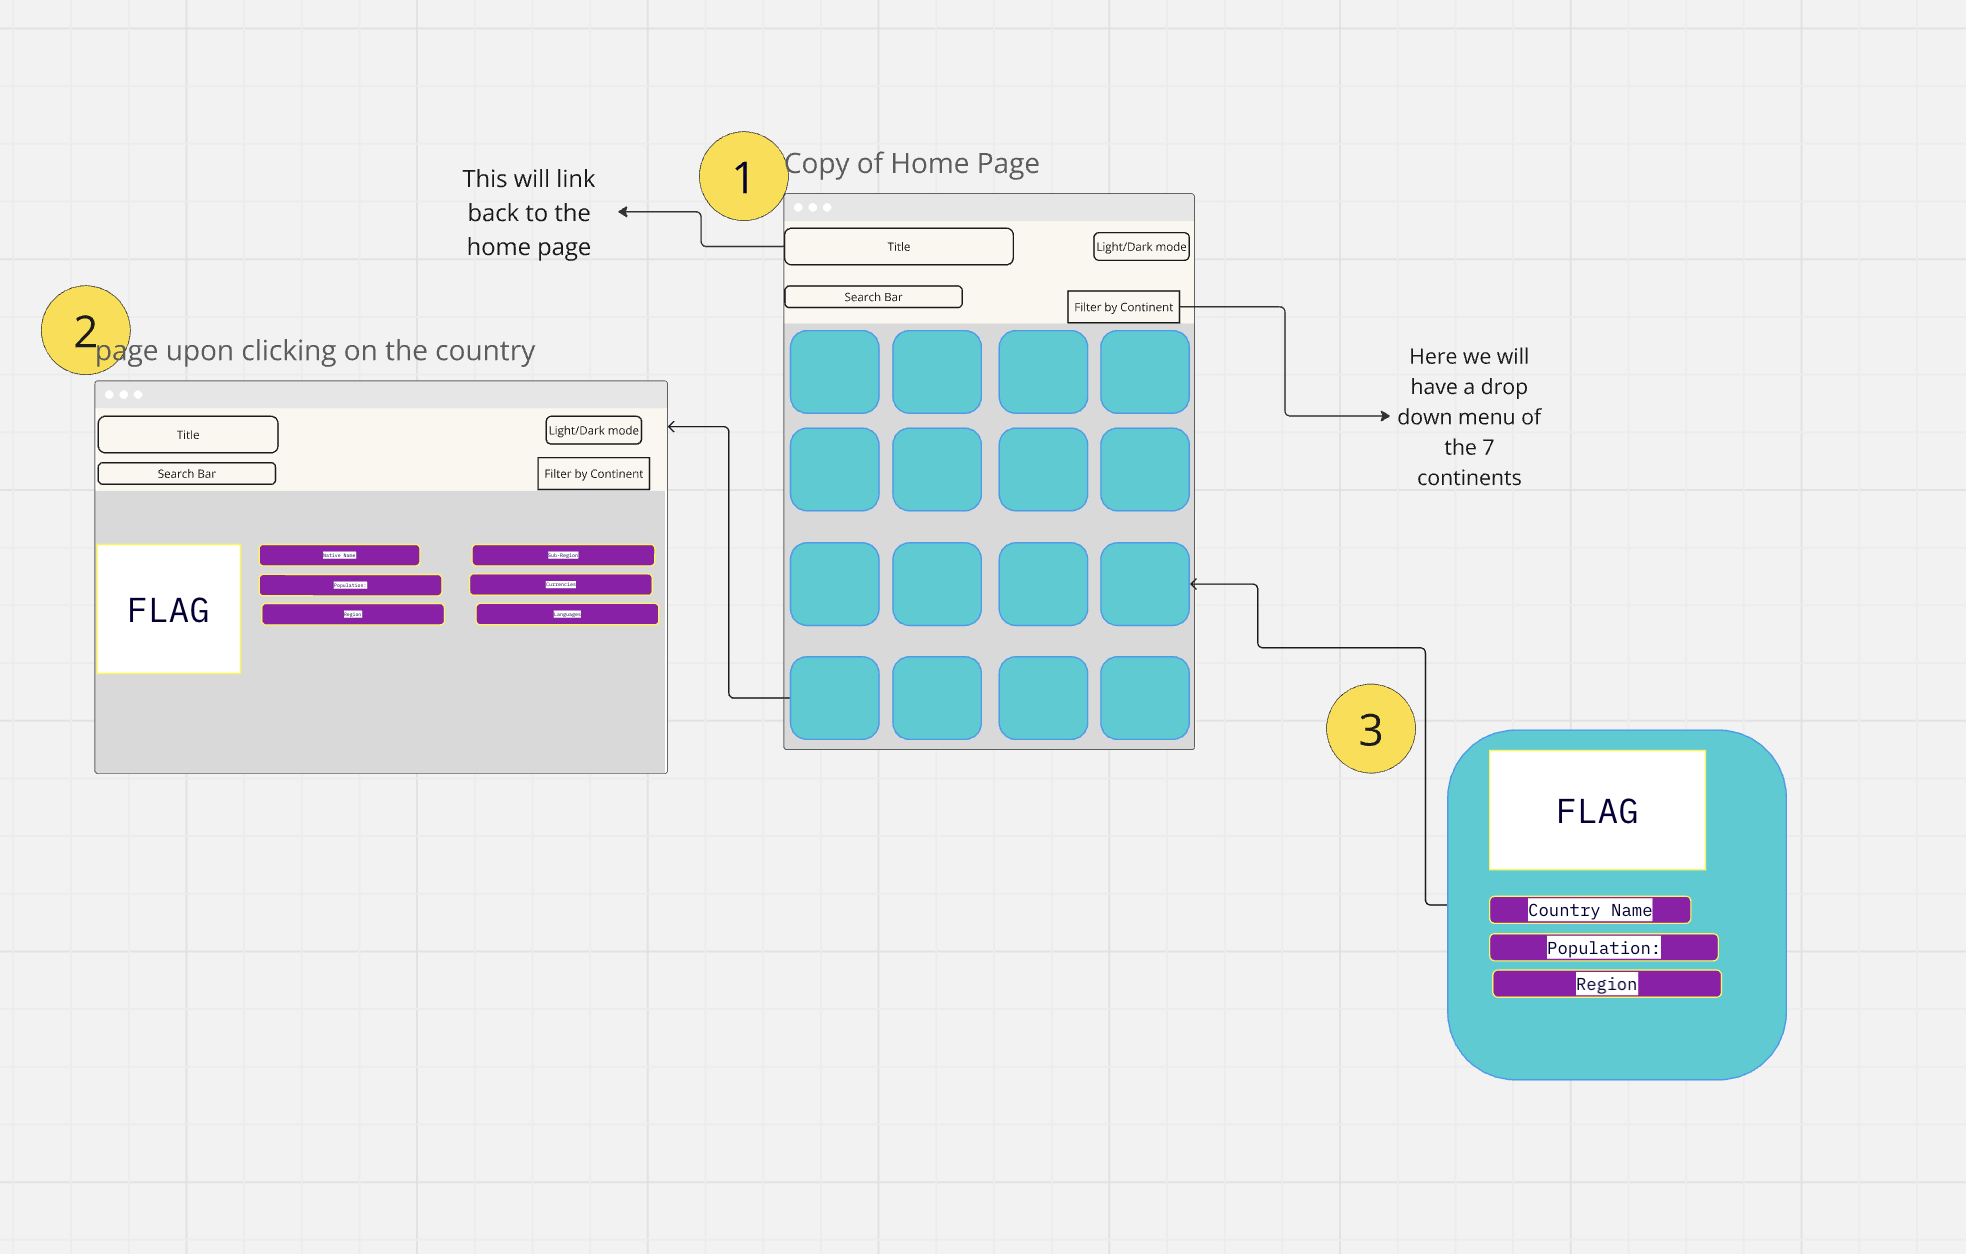 1
Copy of Home Page
This will link
back to the
home page
Title
Light/Dark mode
Search Bar
Filter by Continent
Here we will
have a drop
down menu of
the 7
continents
2
page upon clicking on the country
Title
Light/Dark mode
Search Bar
Filter by Continent
FLAG
Native Name
Population:
Region
Sub-Region
Currencies
Languages
3
FLAG
Country Name
Population:
Region